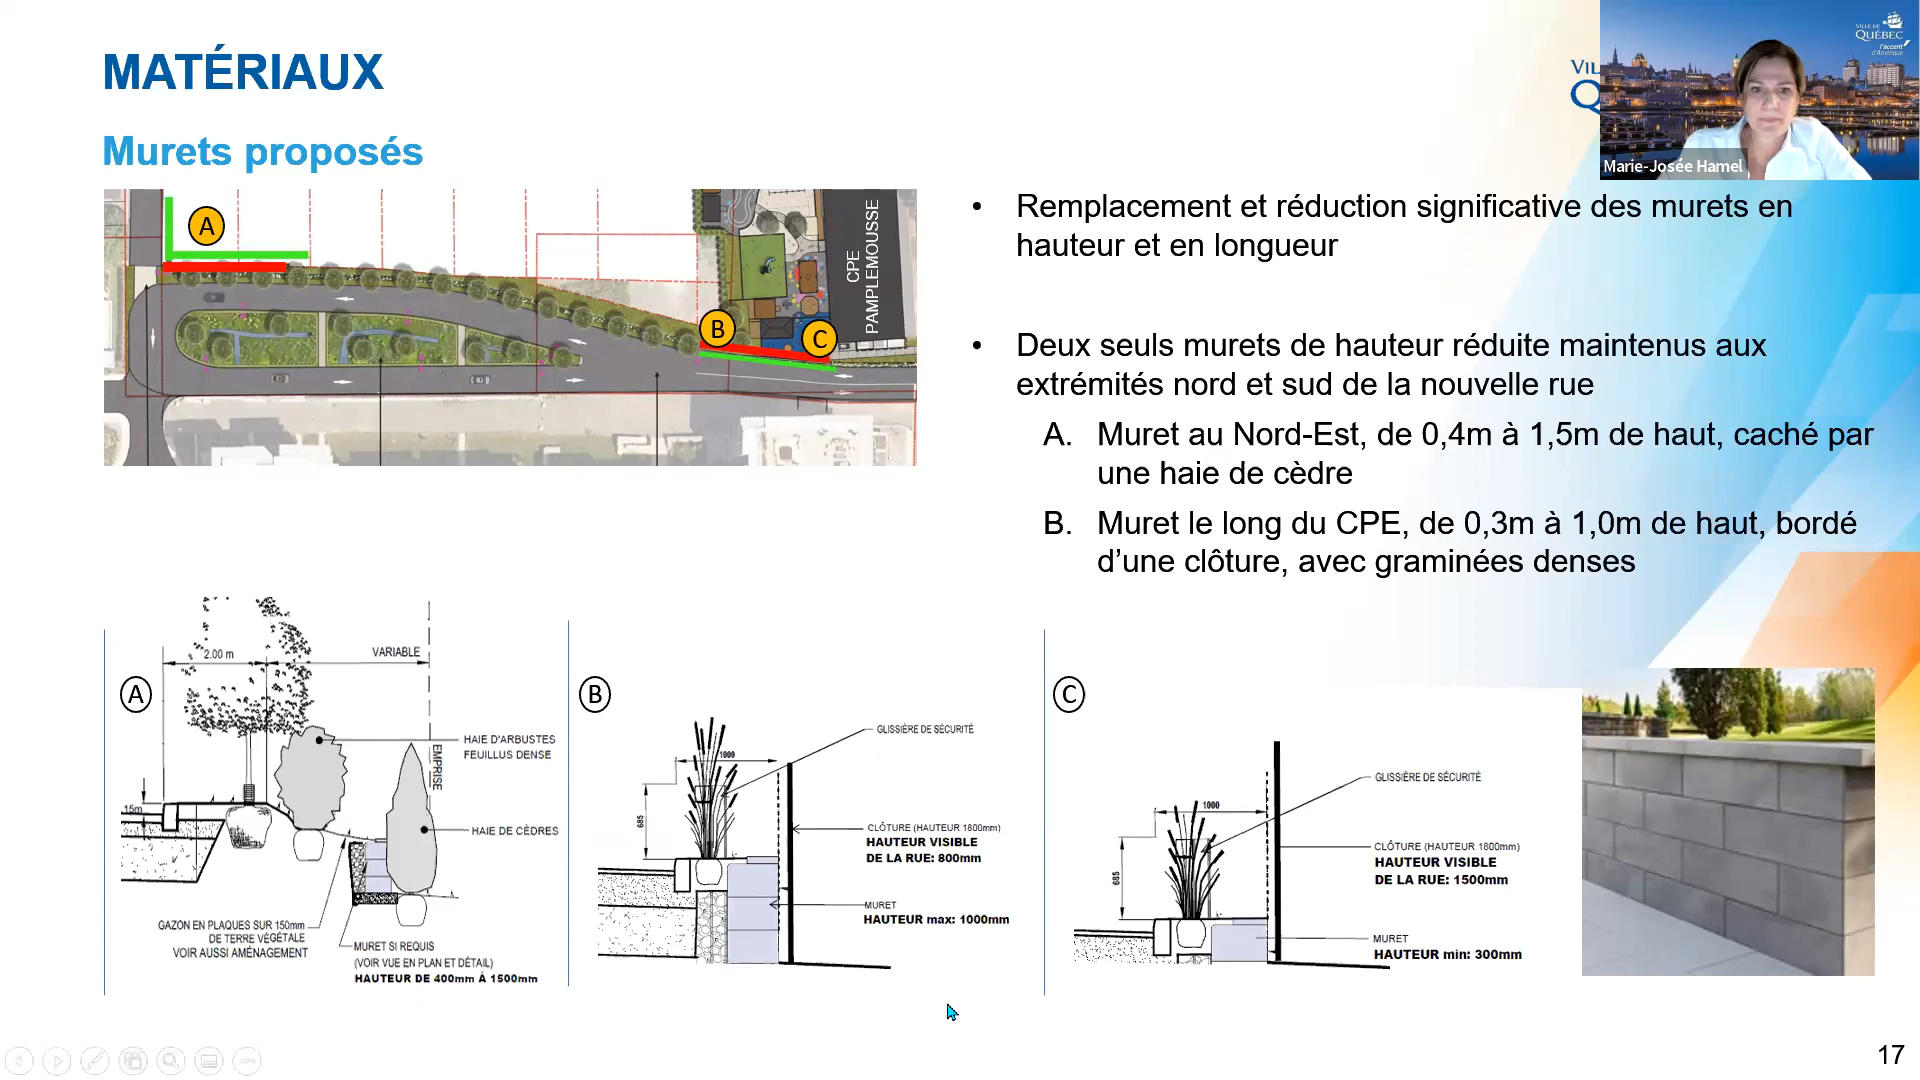 MATÉRIAUX
Murets proposés
VILLE DE
QUÉBEC
l'accent
d'Amérique
VIL
Q
Marie-Josée Hamel
A
B
C
CPE
PAMPLEMOUSSE
• Remplacement et réduction significative des murets en
hauteur et en longueur
• Deux seuls murets de hauteur réduite maintenus aux
extrémités nord et sud de la nouvelle rue
A. Muret au Nord-Est, de 0,4m à 1,5m de haut, caché par
une haie de cèdre
B. Muret le long du CPE, de 0,3m à 1,0m de haut, bordé
d’une clôture, avec graminées denses
A
2.00 m
VARIABLE
HAIE D'ARBUSTES
FEUILLUS DENSE
EMPRISE
15m
HAIE DE CÈDRES
GAZON EN PLAQUES SUR 150mm
DE TERRE VÉGÉTALE
VOIR AUSSI AMÉNAGEMENT
MURET SI REQUIS
(VOIR VUE EN PLAN ET DÉTAIL)
HAUTEUR DE 400mm À 1500mm
B
GLISSIÈRE DE SÉCURITÉ
1000
685
CLÔTURE (HAUTEUR 1800mm)
HAUTEUR VISIBLE
DE LA RUE: 800mm
MURET
HAUTEUR max: 1000mm
C
GLISSIÈRE DE SÉCURITÉ
1000
685
CLÔTURE (HAUTEUR 1800mm)
HAUTEUR VISIBLE
DE LA RUE: 1500mm
MURET
HAUTEUR min: 300mm
17